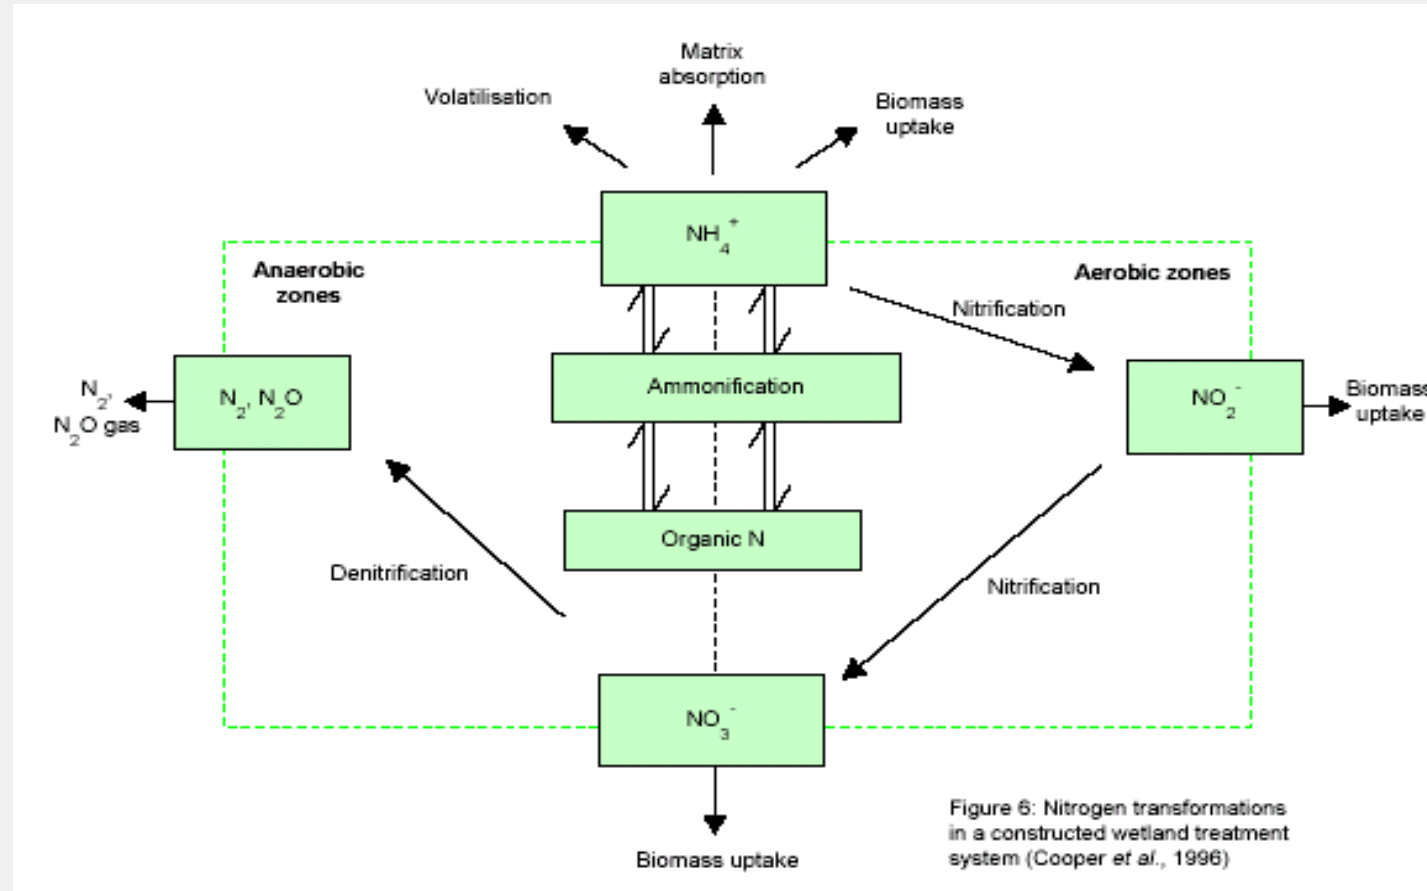 Matrix
absorption
Volatilisation
Biomass
uptake
NH₄⁺
Anaerobic
zones
Aerobic zones
Nitrification
Ammonification
N₂, N₂O
N₂,
N₂O gas
NO₂⁻
Biomass
uptake
Organic N
Denitrification
Nitrification
NO₃⁻
Biomass uptake
Figure 6: Nitrogen transformations
in a constructed wetland treatment
system (Cooper et al., 1996)